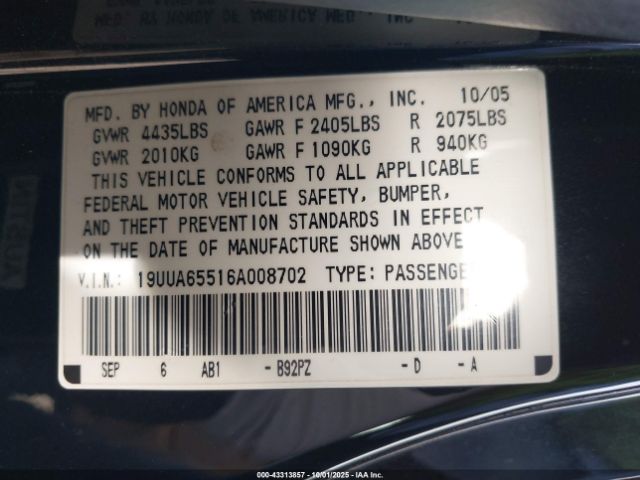 MFD. BY HONDA OF AMERICA MFG., INC. 10/05
GVWR 4435LBS GAWR F 2405LBS R 2075LBS
GVWR 2010KG GAWR F 1090KG R 940KG
THIS VEHICLE CONFORMS TO ALL APPLICABLE
FEDERAL MOTOR VEHICLE SAFETY, BUMPER,
AND THEFT PREVENTION STANDARDS IN EFFECT
ON THE DATE OF MANUFACTURE SHOWN ABOVE
V.I.N.: 19UUA65516A008702 TYPE: PASSENGE
SEP 6 AB1 - B92PZ - D - A
000-43313857 - 10/01/2025 - IAA Inc.